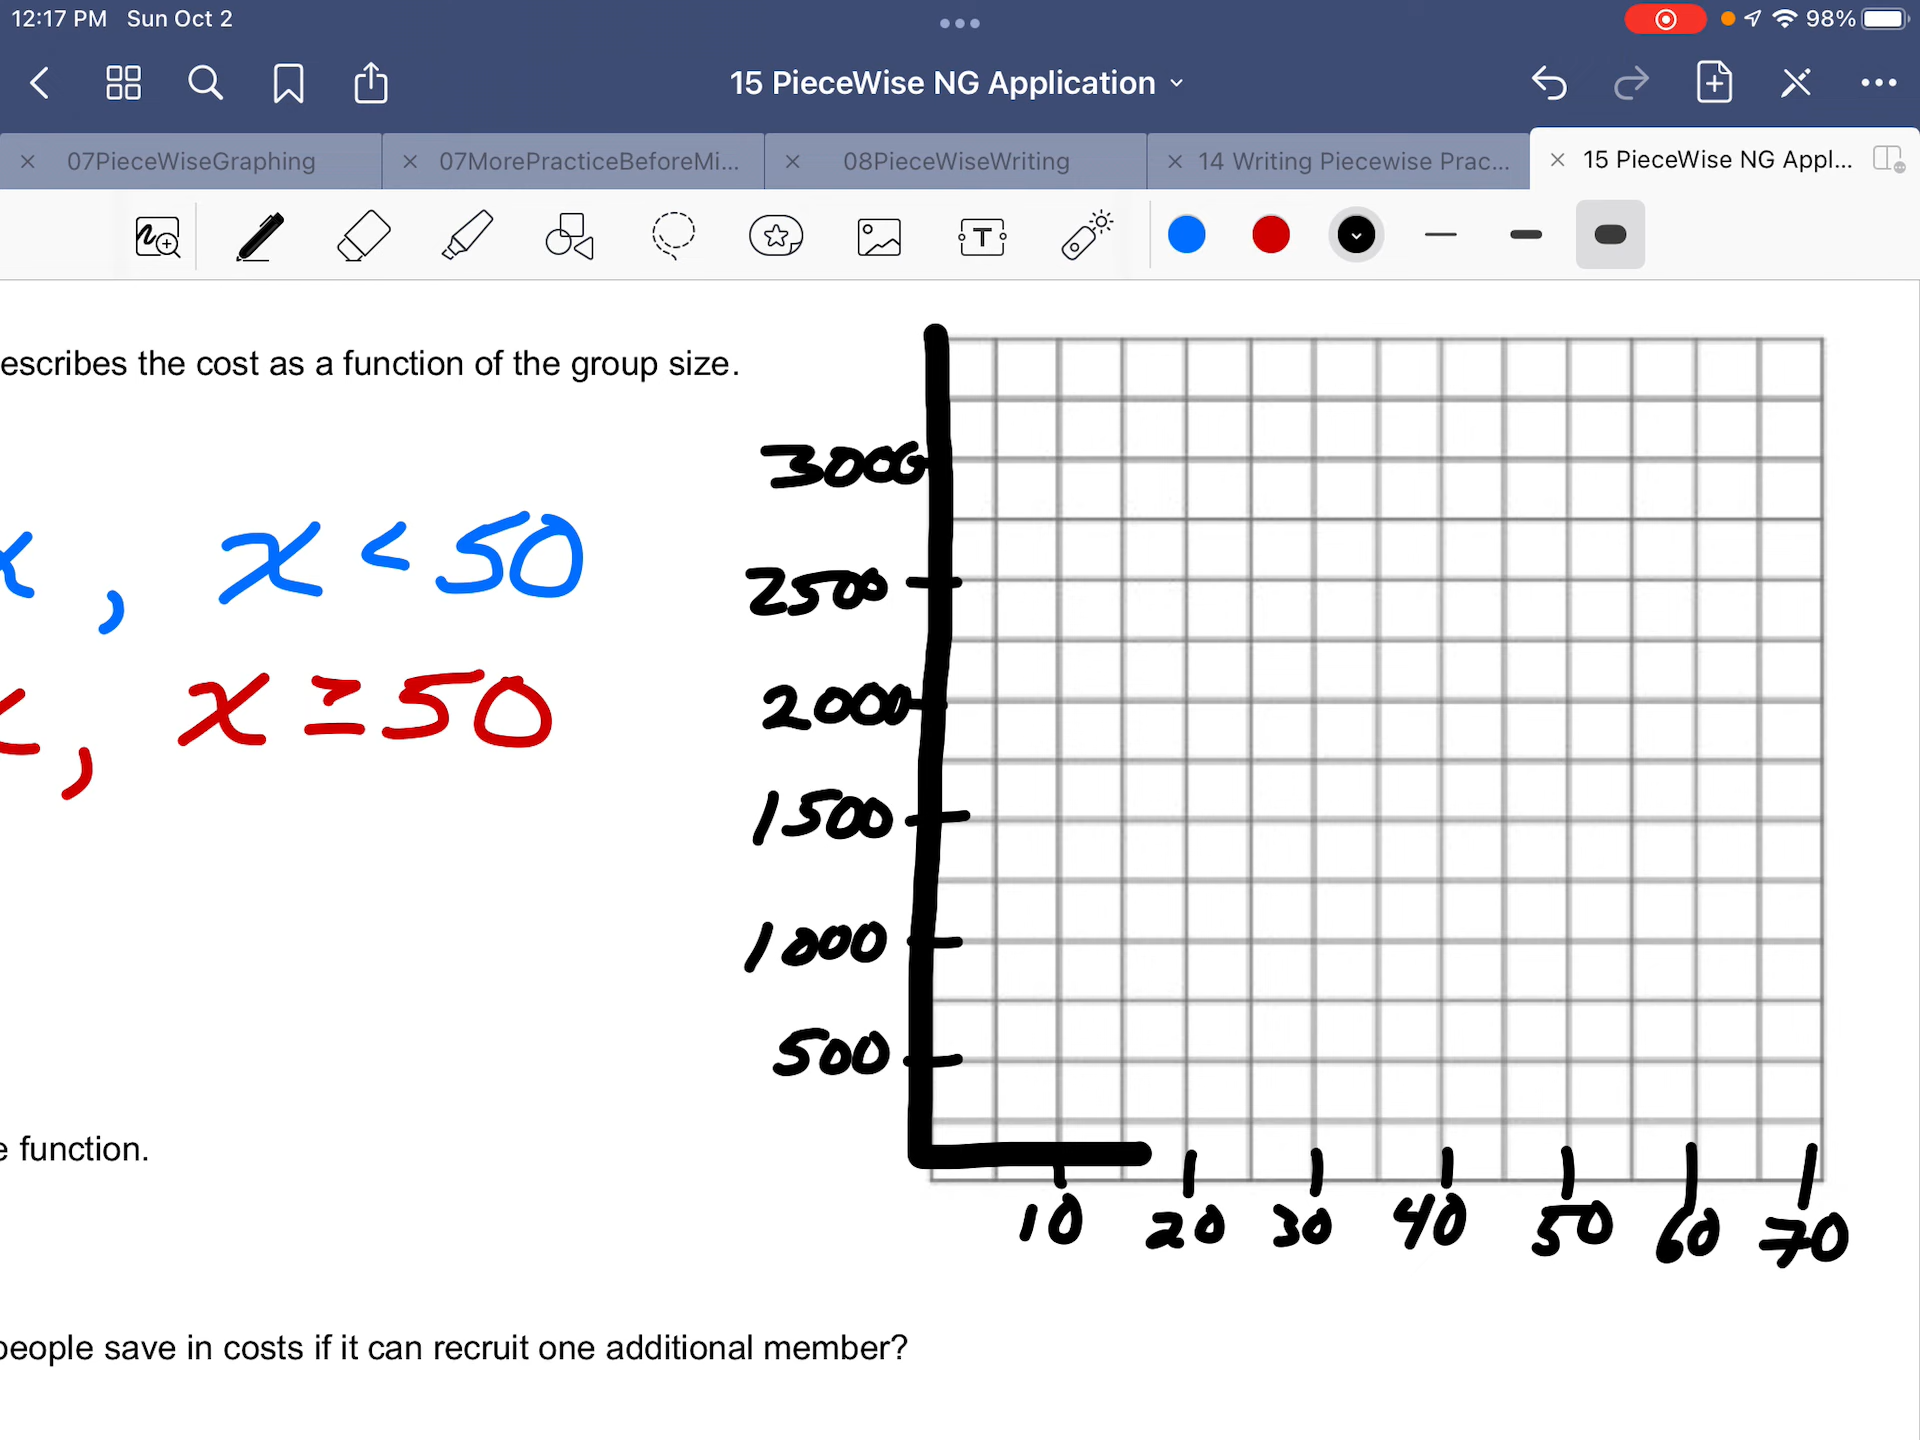 12:17 PM Sun Oct 2
98%
15 PieceWise NG Application
07PieceWiseGraphing
07MorePracticeBeforeMi...
08PieceWiseWriting
14 Writing Piecewise Prac...
15 PieceWise NG Appl...
T
escribes the cost as a function of the group size.
x, x < 50
x, x ≥ 50
3000
2500
2000
1500
1000
500
10 20 30 40 50 60 70
e function.
people save in costs if it can recruit one additional member?